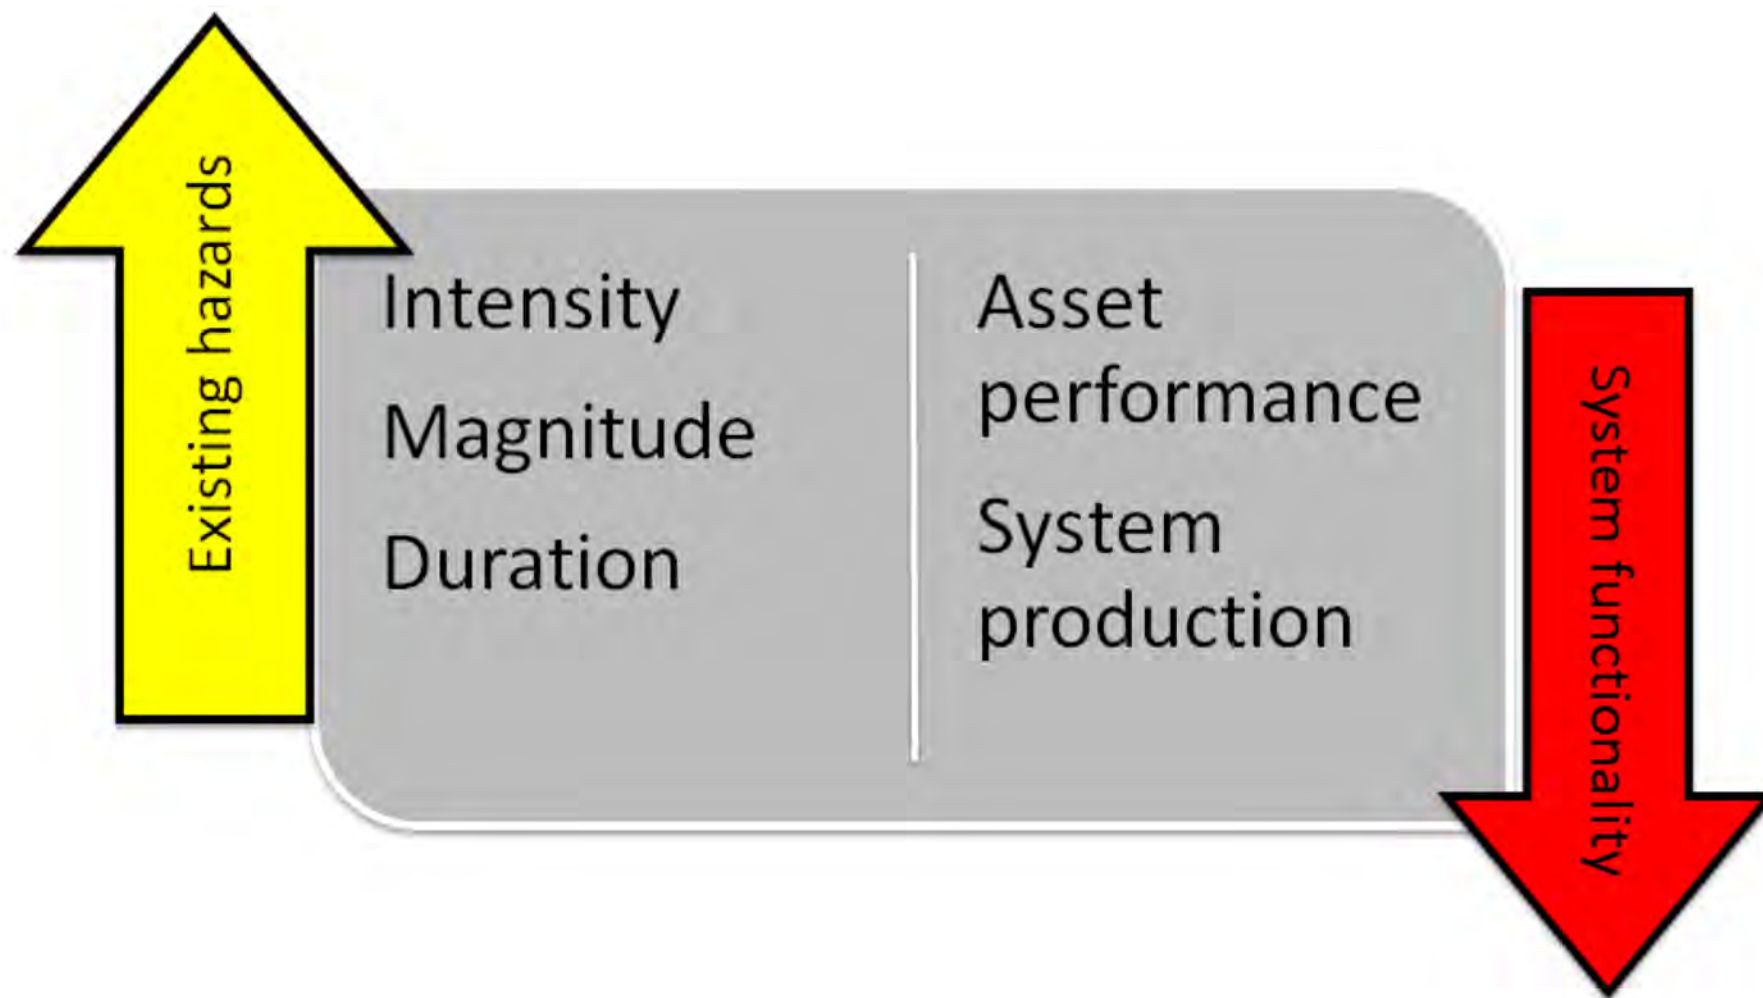 Existing hazards
Intensity
Magnitude
Duration
Asset
performance
System
production
System functionality